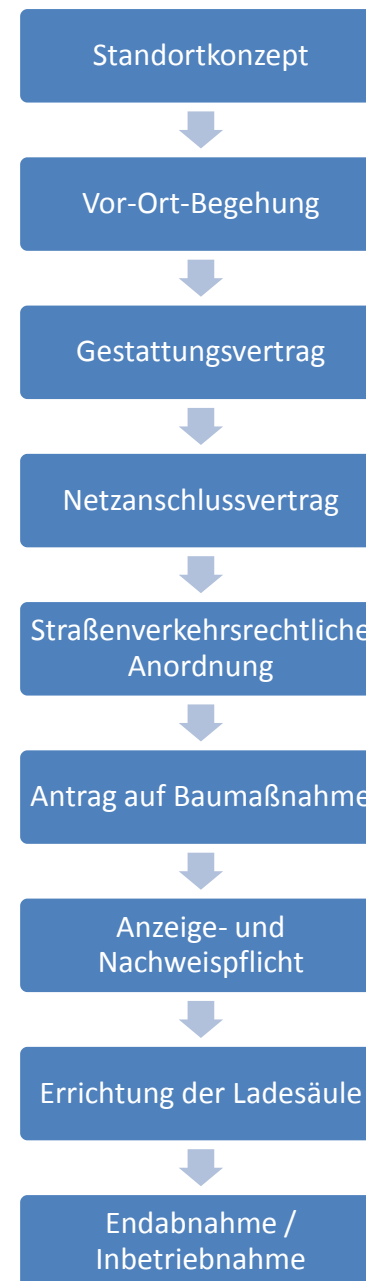 Standortkonzept
Vor-Ort-Begehung
Gestattungsvertrag
Netzanschlussvertrag
Straßenverkehrsrechtliche
Anordnung
Antrag auf Baumaßnahme
Anzeige- und
Nachweispflicht
Errichtung der Ladesäule
Endabnahme /
Inbetriebnahme